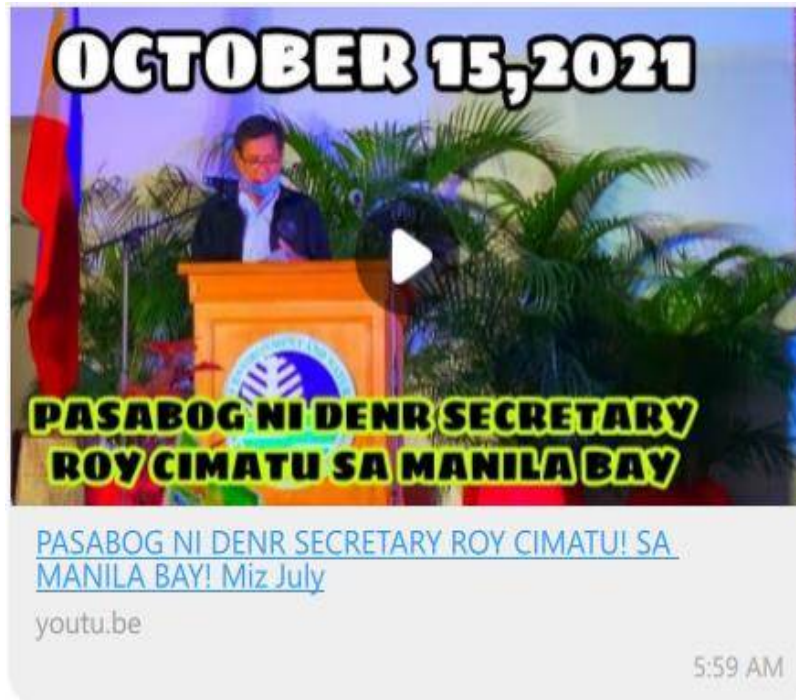 OCTOBER 15,2021
PASABOG NI DENR SECRETARY
ROY CIMATU SA MANILA BAY
PASABOG NI DENR SECRETARY ROY CIMATU! SA
MANILA BAY! Miz July
youtu.be
5:59 AM